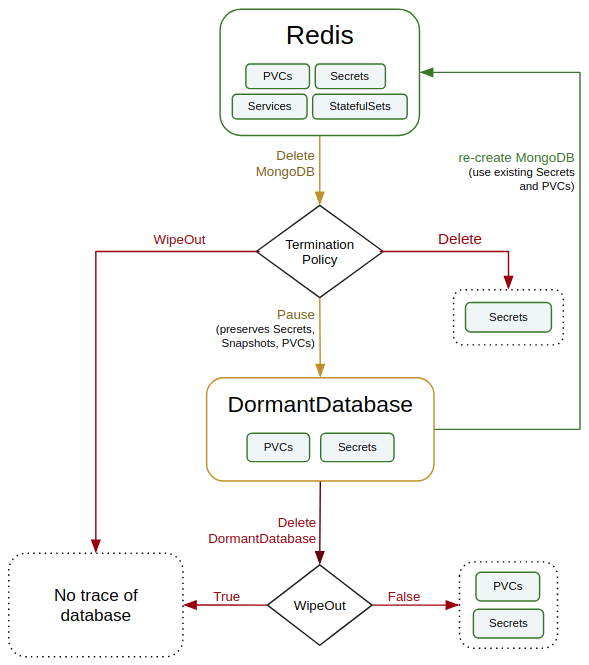 Redis
PVCs
Secrets
Services
StatefulSets
Delete
MongoDB
re-create MongoDB
(use existing Secrets
and PVCs)
WipeOut
Termination
Policy
Delete
Secrets
Pause
(preserves Secrets,
Snapshots, PVCs)
DormantDatabase
PVCs
Secrets
Delete
DormantDatabase
No trace of
database
True
WipeOut
False
PVCs
Secrets